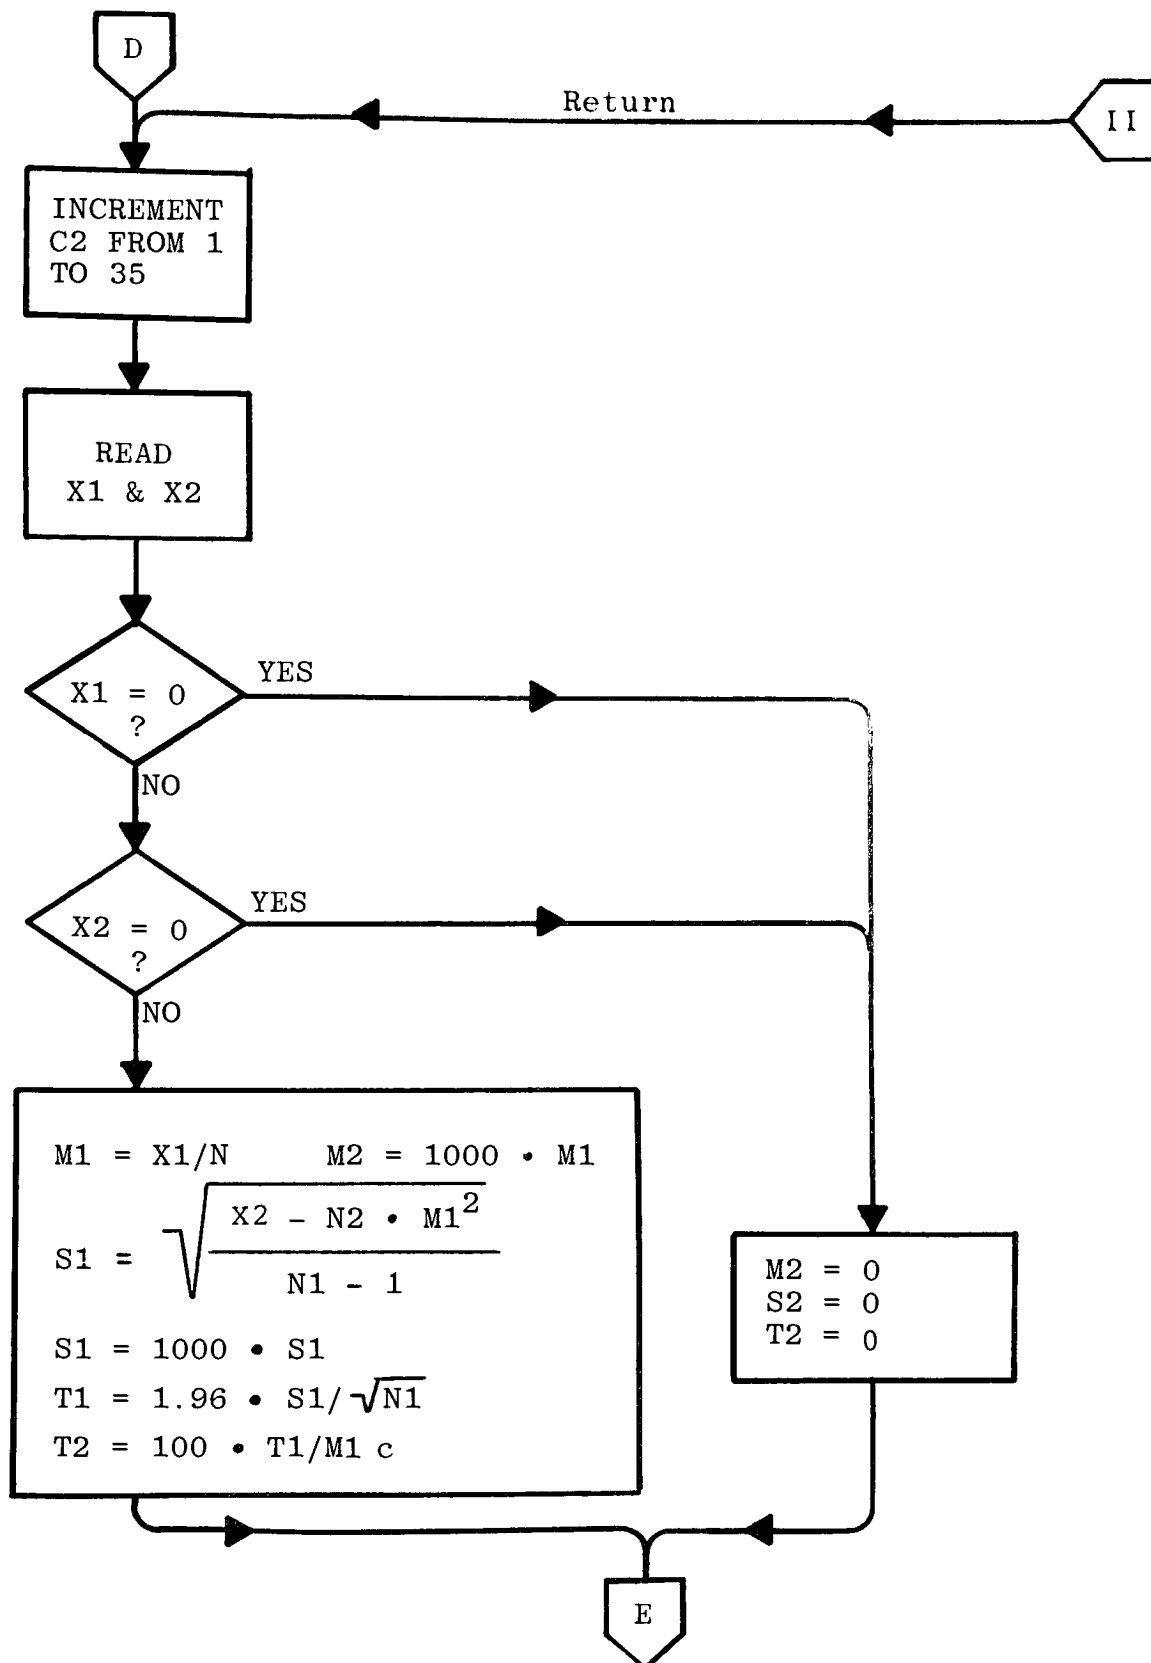 D
Return
II
INCREMENT
C2 FROM 1
TO 35
READ
X1 & X2
X1 = 0
?
YES
NO
X2 = 0
?
YES
NO
M1 = X1/N M2 = 1000 • M1
S1 = √((X2 - N2 • M1²)/(N1 - 1))
S1 = 1000 • S1
T1 = 1.96 • S1/√N1
T2 = 100 • T1/M1 c
M2 = 0
S2 = 0
T2 = 0
E